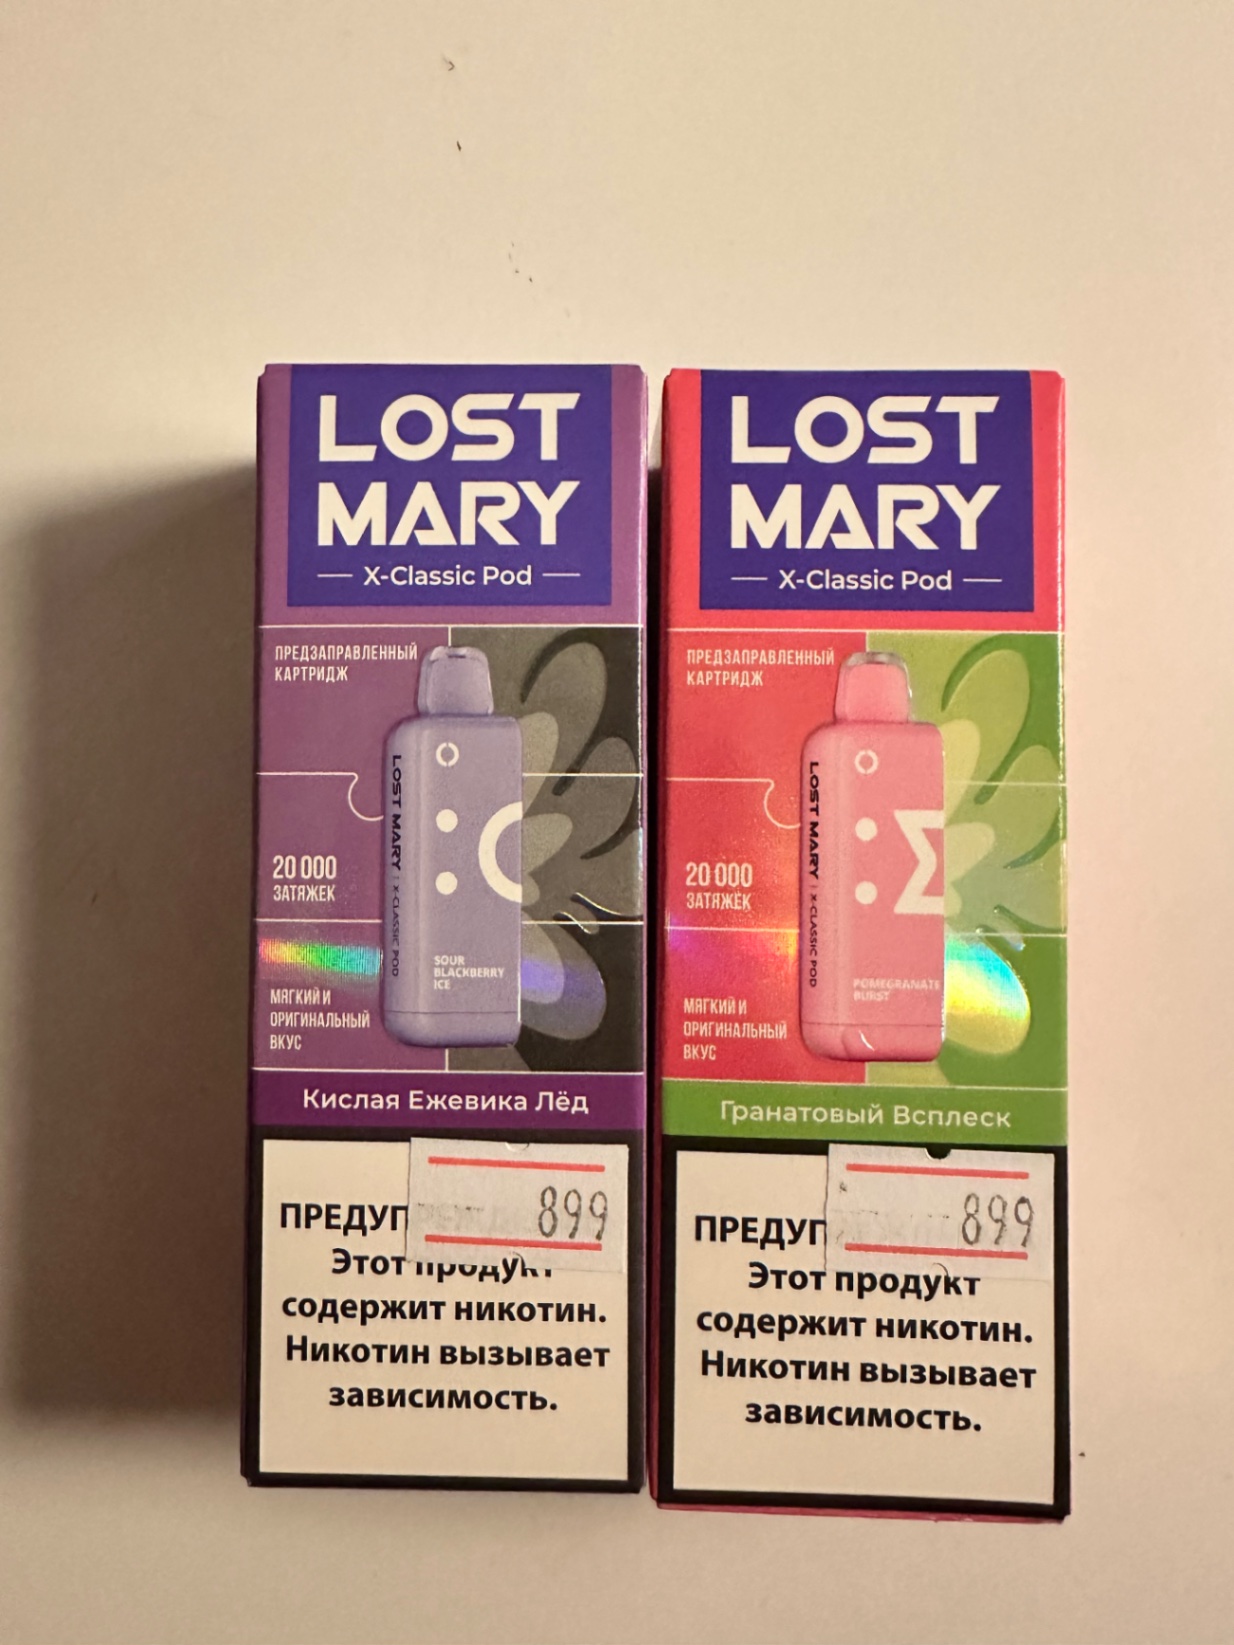 LOST
MARY
X-Classic Pod
ПРЕДЗАПРАВЛЕННЫЙ
КАРТРИДЖ
LOST MARY | X-CLASSIC POD
20 000
ЗАТЯЖЕК
SOUR
BLACKBERRY
ICE
МЯГКИЙ И
ОРИГИНАЛЬНЫЙ
ВКУС
Кислая Ежевика Лёд
899
ПРЕДУП
Этот продукт
содержит никотин.
Никотин вызывает
зависимость.
LOST
MARY
X-Classic Pod
ПРЕДЗАПРАВЛЕННЫЙ
КАРТРИДЖ
LOST MARY | X-CLASSIC POD
20 000
ЗАТЯЖЕК
POMEGRANATE
BURST
МЯГКИЙ И
ОРИГИНАЛЬНЫЙ
ВКУС
Гранатовый Всплеск
899
ПРЕДУП
Этот продукт
содержит никотин.
Никотин вызывает
зависимость.